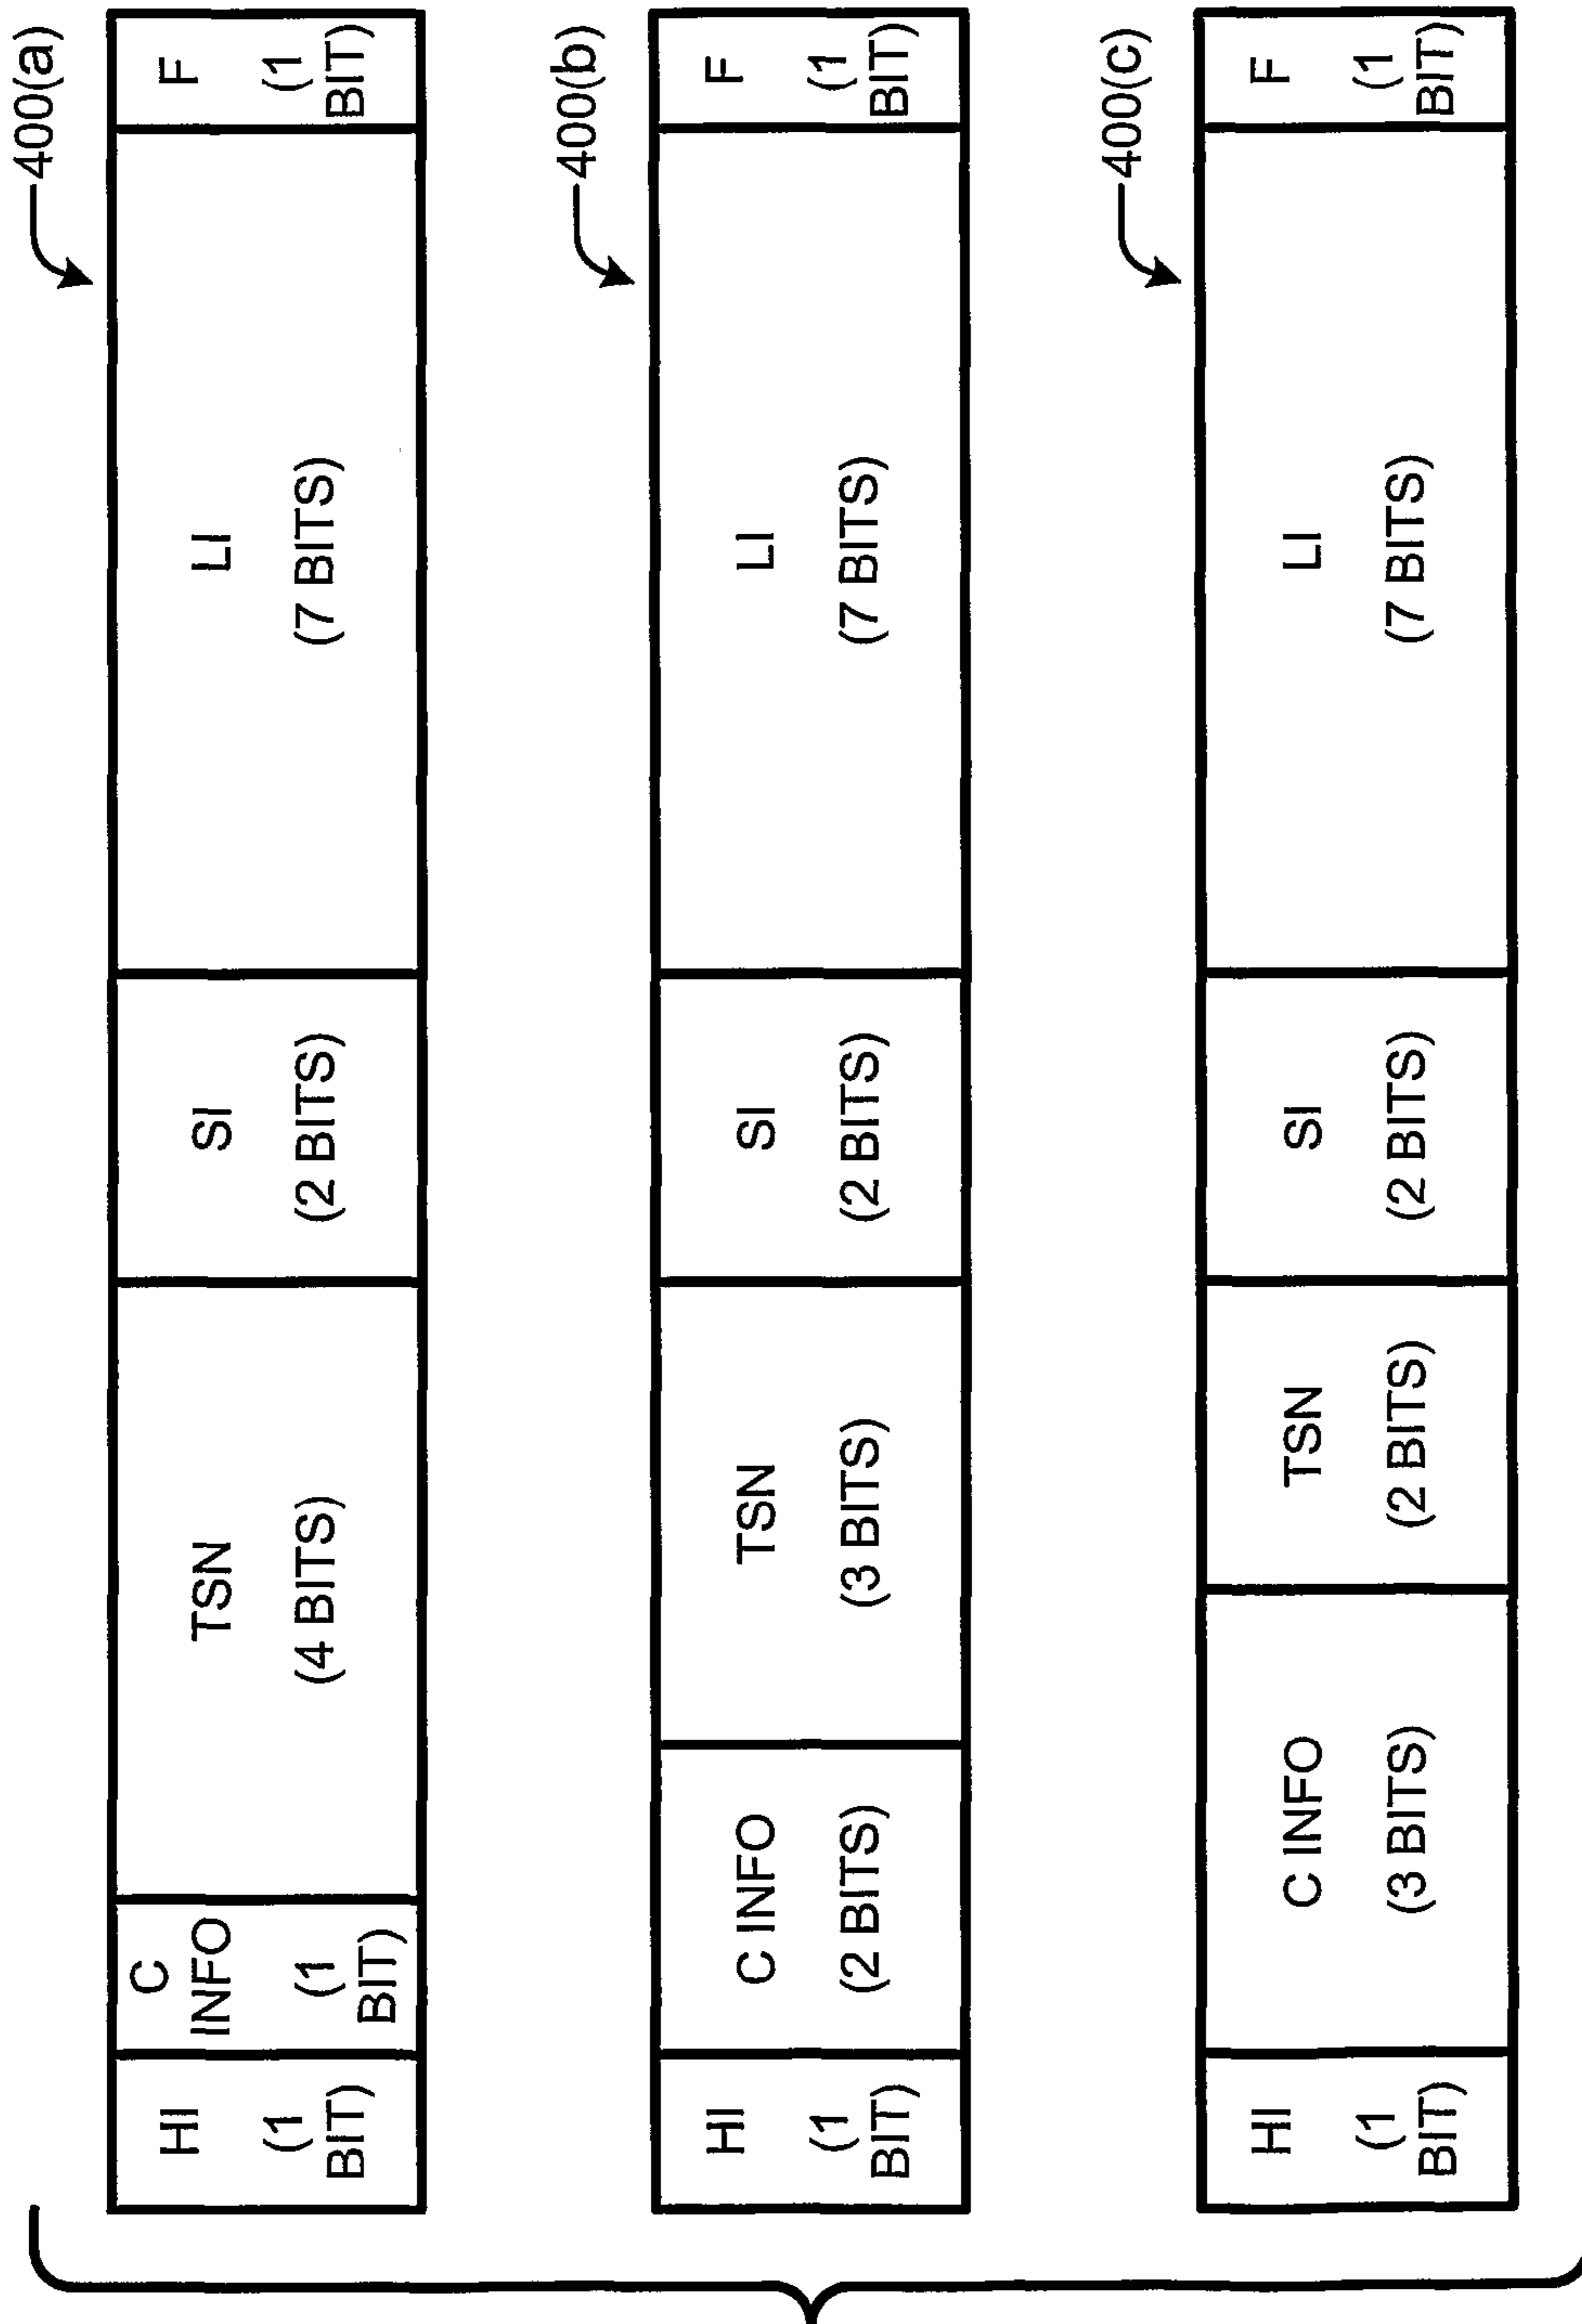 400(a)
HI
(1
BIT)
C
INFO
(1
BIT)
TSN
(4 BITS)
SI
(2 BITS)
LI
(7 BITS)
F
(1
BIT)
400(b)
HI
(1
BIT)
C INFO
(2 BITS)
TSN
(3 BITS)
SI
(2 BITS)
LI
(7 BITS)
F
(1
BIT)
400(c)
HI
(1
BIT)
C INFO
(3 BITS)
TSN
(2 BITS)
SI
(2 BITS)
LI
(7 BITS)
F
(1
BIT)